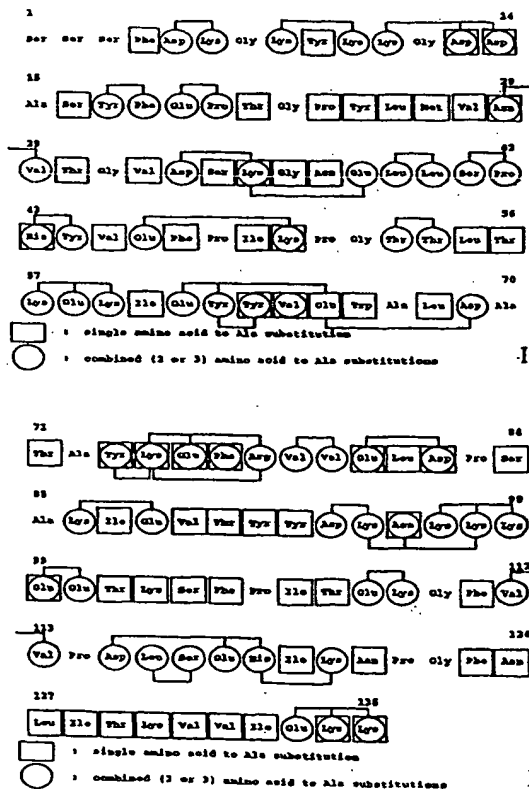 1 14
Ser Ser Ser Phe Asp Lys Gly Lys Tyr Lys Lys Gly Asp Asp
15 28
Ala Ser Tyr Phe Glu Pro Thr Gly Pro Tyr Leu Met Val Asn
29 42
Val Thr Gly Val Asp Ser Lys Gly Asn Glu Leu Leu Ser Pro
43 56
His Tyr Val Glu Phe Pro Ile Lys Pro Gly Thr Thr Leu Thr
57 70
Lys Glu Lys Ile Glu Tyr Tyr Val Glu Trp Ala Leu Asp Ala
: single amino acid to Ala substitution
: combined (2 or 3) amino acid to Ala substitutions
71 84
Thr Ala Tyr Lys Glu Phe Arg Val Val Glu Leu Asp Pro Ser
85 98
Ala Lys Ile Glu Val Thr Tyr Tyr Asp Lys Asn Lys Lys Lys
99 112
Glu Glu Thr Lys Ser Phe Pro Ile Thr Glu Lys Gly Phe Val
113 126
Val Pro Asp Leu Ser Glu His Ile Lys Asn Pro Gly Phe Asn
127 136
Leu Ile Thr Lys Val Val Ile Glu Lys Lys
: single amino acid to Ala substitution
: combined (2 or 3) amino acid to Ala substitutions